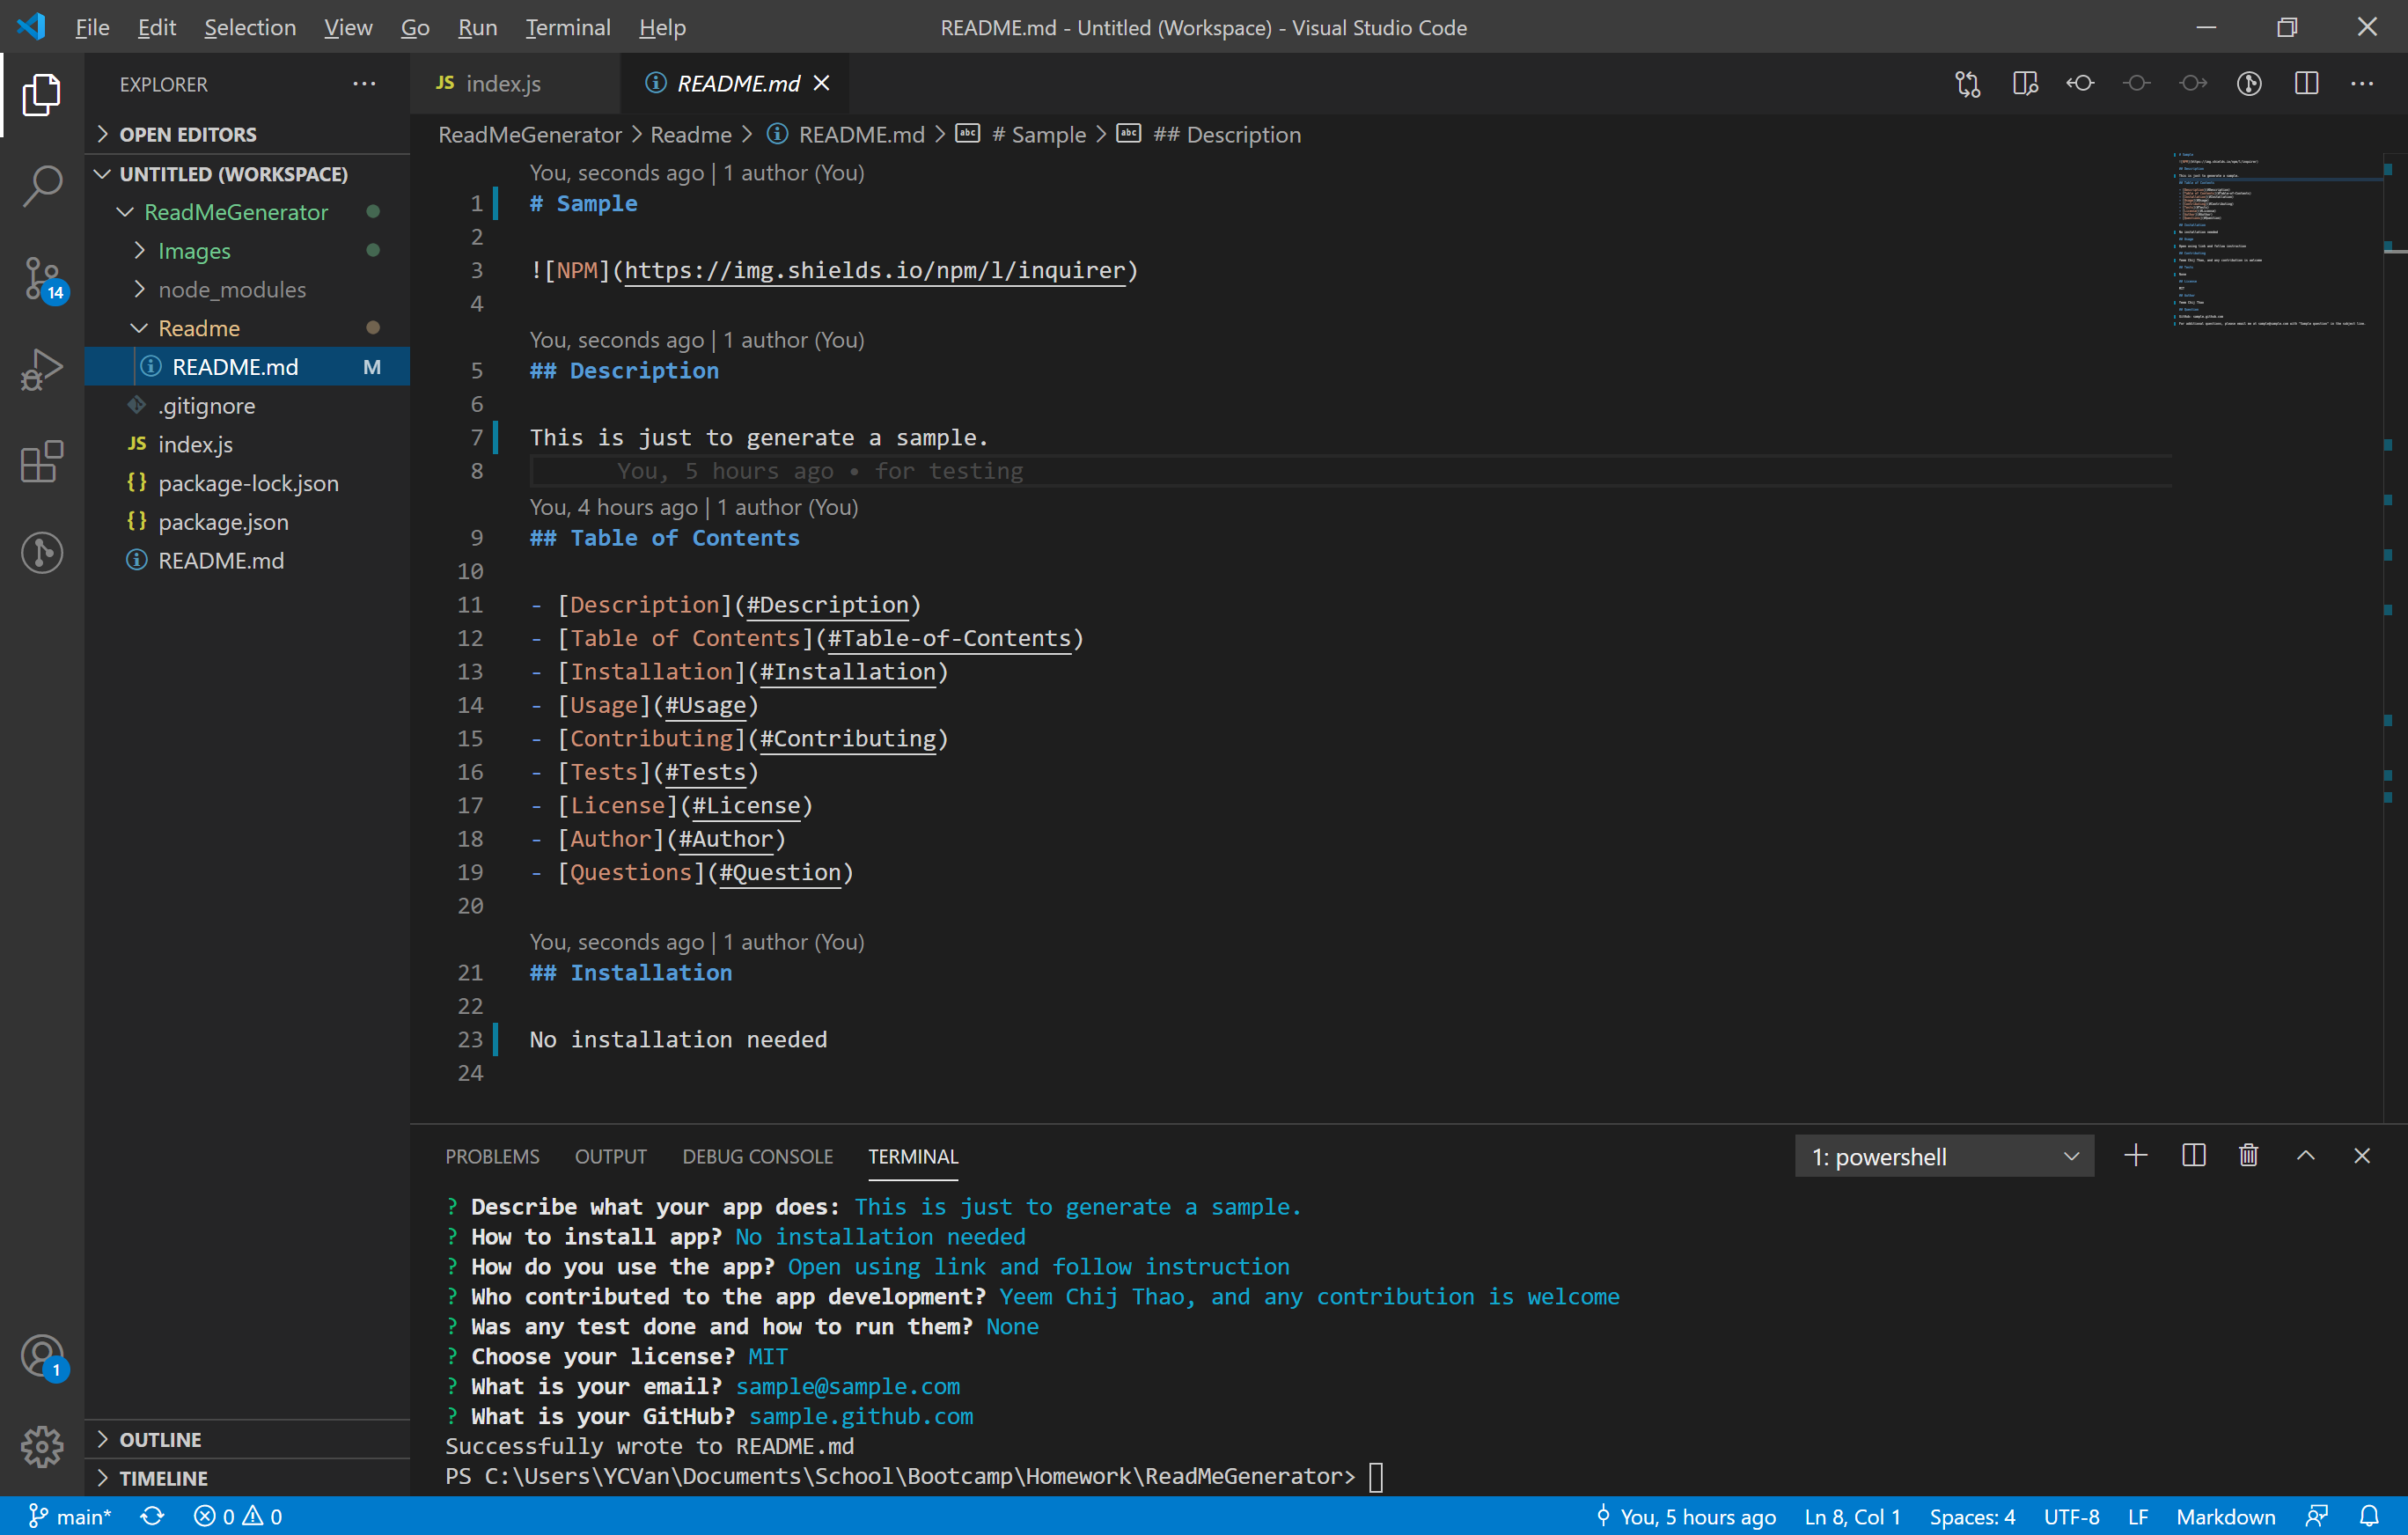 File Edit Selection View Go Run Terminal Help README.md - Untitled (Workspace) - Visual Studio Code
EXPLORER ···
OPEN EDITORS
UNTITLED (WORKSPACE)
ReadMeGenerator
Images
node_modules
Readme
README.md M
.gitignore
JS index.js
{} package-lock.json
{} package.json
README.md
OUTLINE
TIMELINE
14
1
JS index.js README.md
ReadMeGenerator > Readme > README.md > abc # Sample > abc ## Description
You, seconds ago | 1 author (You)
1 # Sample
2
3 ![NPM](https://img.shields.io/npm/l/inquirer)
4
You, seconds ago | 1 author (You)
5 ## Description
6
7 This is just to generate a sample.
8 You, 5 hours ago • for testing
You, 4 hours ago | 1 author (You)
9 ## Table of Contents
10
11 - [Description](#Description)
12 - [Table of Contents](#Table-of-Contents)
13 - [Installation](#Installation)
14 - [Usage](#Usage)
15 - [Contributing](#Contributing)
16 - [Tests](#Tests)
17 - [License](#License)
18 - [Author](#Author)
19 - [Questions](#Question)
20
You, seconds ago | 1 author (You)
21 ## Installation
22
23 No installation needed
24
PROBLEMS OUTPUT DEBUG CONSOLE TERMINAL 1: powershell
? Describe what your app does: This is just to generate a sample.
? How to install app? No installation needed
? How do you use the app? Open using link and follow instruction
? Who contributed to the app development? Yeem Chij Thao, and any contribution is welcome
? Was any test done and how to run them? None
? Choose your license? MIT
? What is your email? sample@sample.com
? What is your GitHub? sample.github.com
Successfully wrote to README.md
PS C:\Users\YCVan\Documents\School\Bootcamp\Homework\ReadMeGenerator>
main* 0 0 You, 5 hours ago Ln 8, Col 1 Spaces: 4 UTF-8 LF Markdown